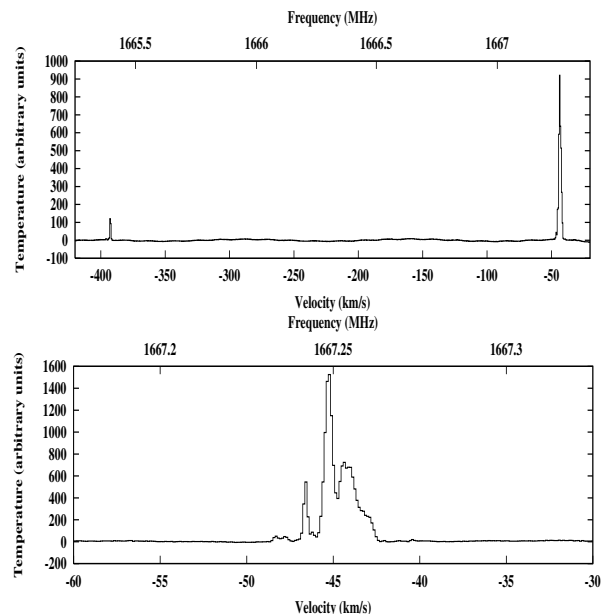 Frequency (MHz)
1665.5 1666 1666.5 1667
1000
900
800
700
600
500
400
300
200
100
0
-100
Temperature (arbitrary units)
-400 -350 -300 -250 -200 -150 -100 -50
Velocity (km/s)
Frequency (MHz)
1667.2 1667.25 1667.3
1600
1400
1200
1000
800
600
400
200
0
-200
Temperature (arbitrary units)
-60 -55 -50 -45 -40 -35 -30
Velocity (km/s)